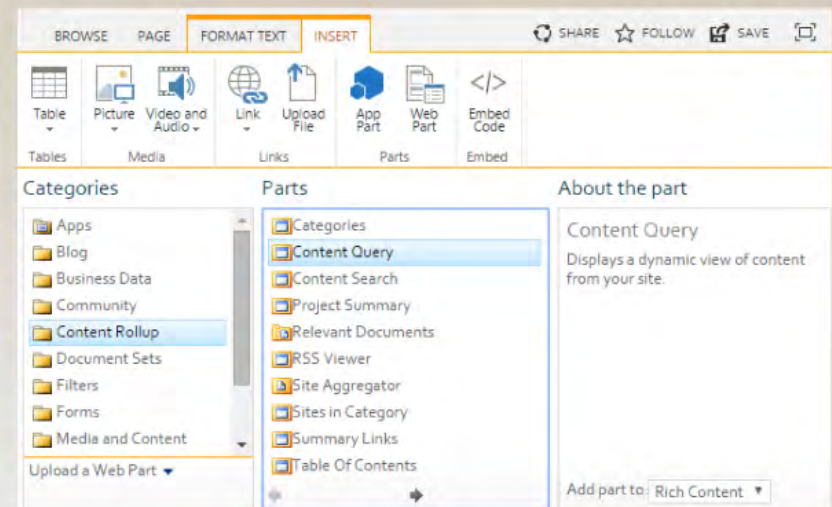 BROWSE PAGE FORMAT TEXT INSERT SHARE FOLLOW SAVE
Table Picture Video and Audio Link Upload File App Part Web Part Embed Code
Tables Media Links Parts Embed
Categories
Apps
Blog
Business Data
Community
Content Rollup
Document Sets
Filters
Forms
Media and Content
Upload a Web Part
Parts
Categories
Content Query
Content Search
Project Summary
Relevant Documents
RSS Viewer
Site Aggregator
Sites in Category
Summary Links
Table Of Contents
About the part
Content Query
Displays a dynamic view of content
from your site.
Add part to: Rich Content